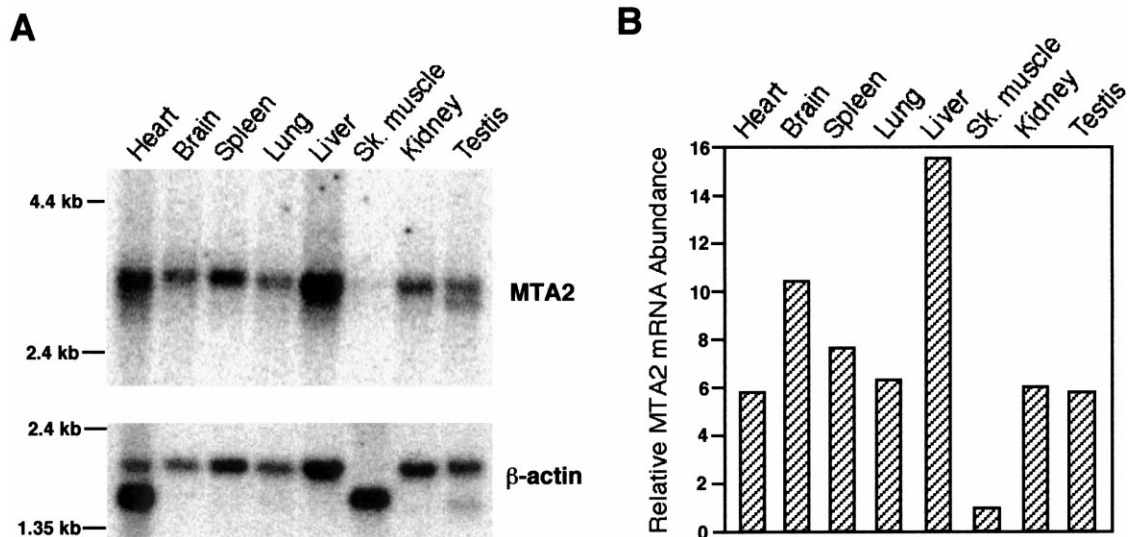 A
Heart
Brain
Spleen
Lung
Liver
Sk. muscle
Kidney
Testis
4.4 kb
MTA2
2.4 kb
2.4 kb
β-actin
1.35 kb
B
Heart
Brain
Spleen
Lung
Liver
Sk. muscle
Kidney
Testis
Relative MTA2 mRNA Abundance
16
14
12
10
8
6
4
2
0